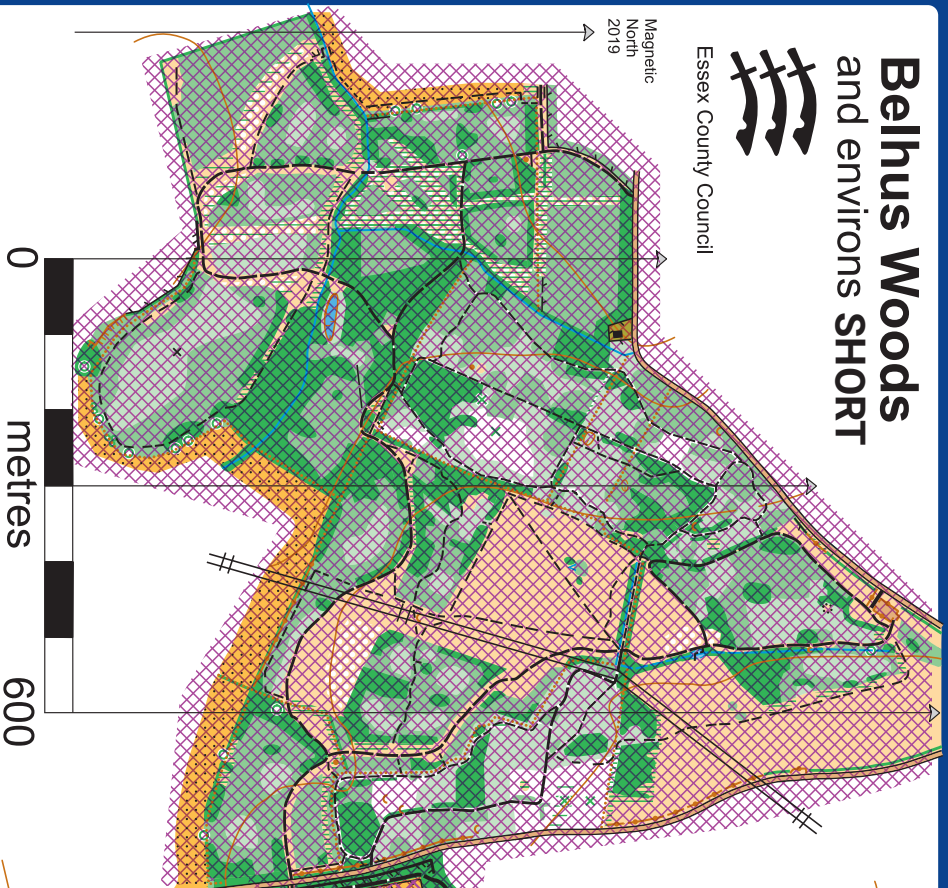 Belhus Woods
and environs SHORT
Essex County Council
Magnetic
North
2019
0
metres
600